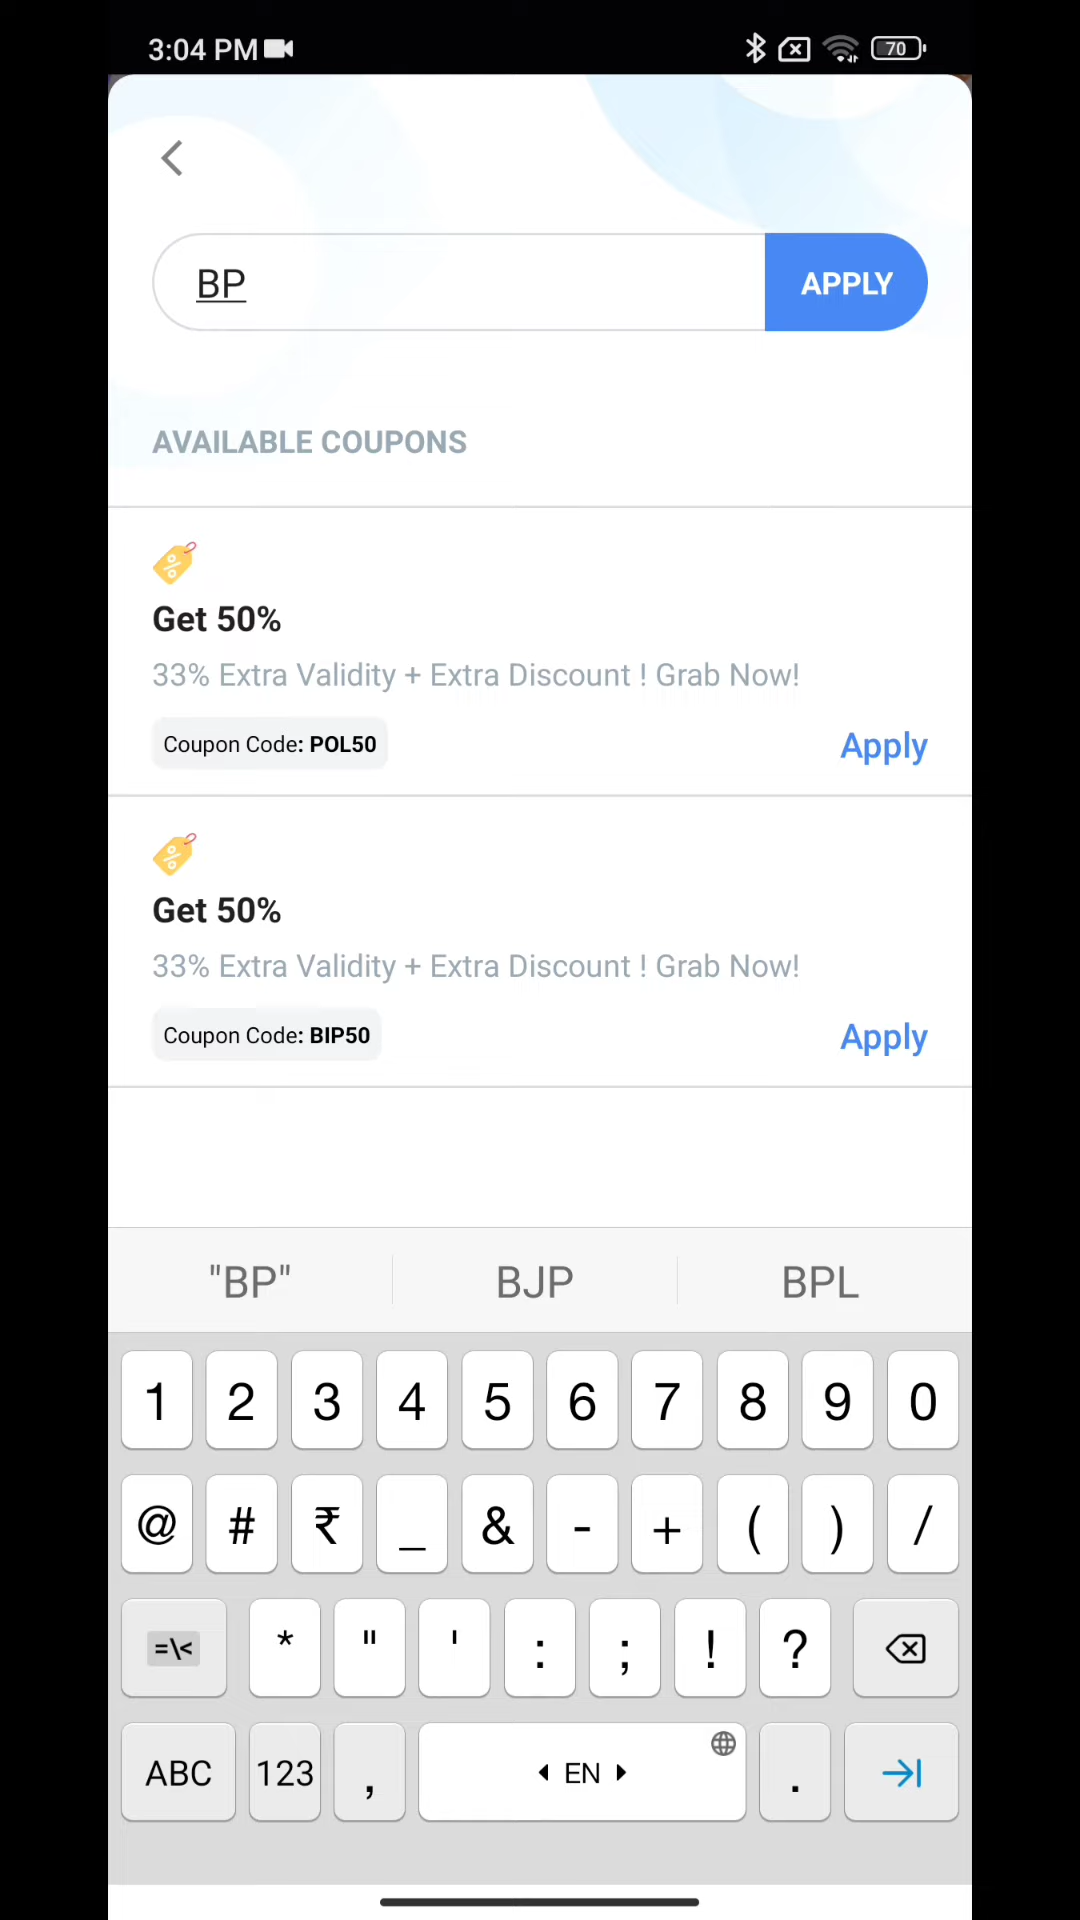 3:04 PM
70
BP
APPLY
AVAILABLE COUPONS
Get 50%
33% Extra Validity + Extra Discount ! Grab Now!
Coupon Code: POL50
Apply
Get 50%
33% Extra Validity + Extra Discount ! Grab Now!
Coupon Code: BIP50
Apply
"BP" BJP BPL
1 2 3 4 5 6 7 8 9 0
@ # ₹ _ & - + ( ) /
=\< * " ' : ; ! ?
ABC 123 , EN .